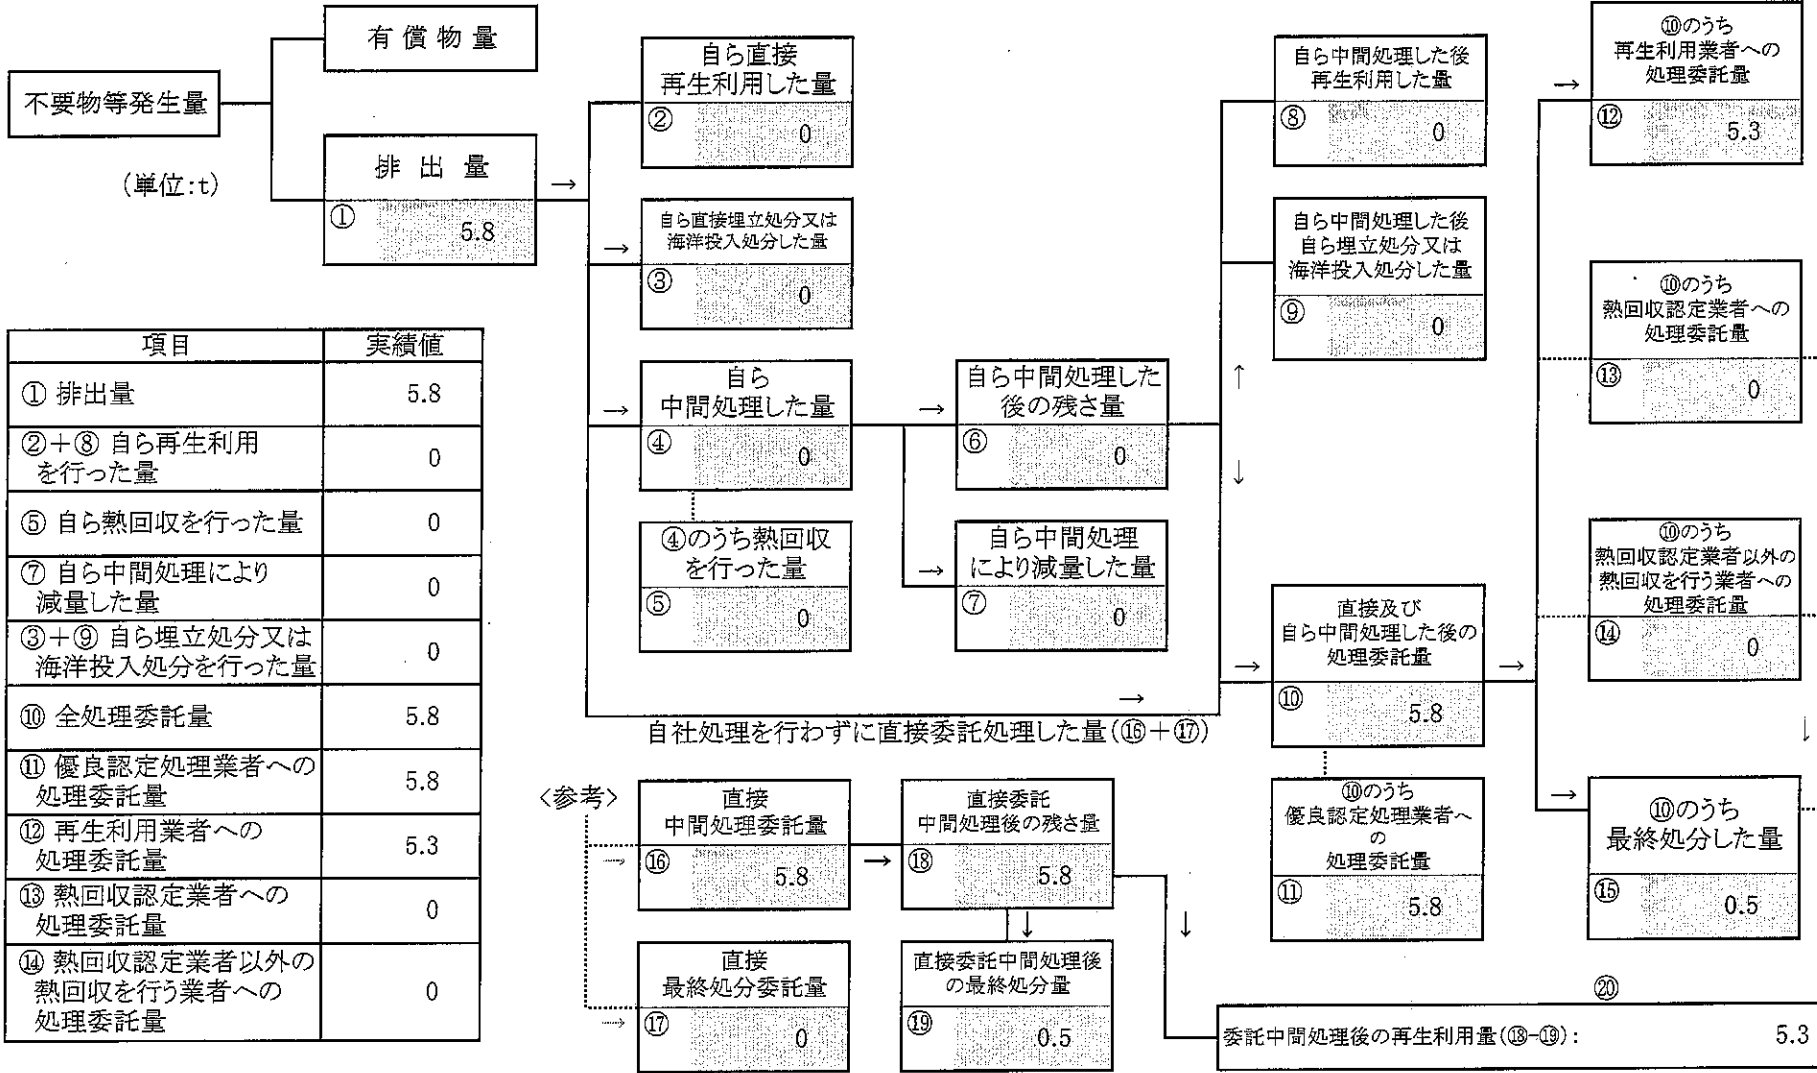 不要物等発生量
有償物量
排出量
① 5.8
(単位:t)
→
自ら直接
再生利用した量
② 0
→
自ら直接埋立処分又は
海洋投入処分した量
③ 0
→
自ら
中間処理した量
④ 0
④のうち熱回収
を行った量
⑤ 0
→
自ら中間処理した
後の残さ量
⑥ 0
→
自ら中間処理
により減量した量
⑦ 0
自ら中間処理した後
再生利用した量
⑧ 0
自ら中間処理した後
自ら埋立処分又は
海洋投入処分した量
⑨ 0
↑
↓
→
→
自社処理を行わずに直接委託処理した量(⑯+⑰)
直接及び
自ら中間処理した後の
処理委託量
⑩ 5.8
→
⑩のうち
優良認定処理業者へ
の
処理委託量
⑪ 5.8
→
⑩のうち
再生利用業者への
処理委託量
⑫ 5.3
⑩のうち
熱回収認定業者への
処理委託量
⑬ 0
⑩のうち
熱回収認定業者以外の
熱回収を行う業者への
処理委託量
⑭ 0
↓
→
⑩のうち
最終処分した量
⑮ 0.5
項目 実績値
① 排出量 5.8
②+⑧ 自ら再生利用
を行った量 0
⑤ 自ら熱回収を行った量 0
⑦ 自ら中間処理により
減量した量 0
③+⑨ 自ら埋立処分又は
海洋投入処分を行った量 0
⑩ 全処理委託量 5.8
⑪ 優良認定処理業者への
処理委託量 5.8
⑫ 再生利用業者への
処理委託量 5.3
⑬ 熱回収認定業者への
処理委託量 0
⑭ 熱回収認定業者以外の
熱回収を行う業者への
処理委託量 0
<参考>
→
直接
中間処理委託量
⑯ 5.8
→
直接委託
中間処理後の残さ量
⑱ 5.8
↓
↓
→
直接
最終処分委託量
⑰ 0
直接委託中間処理後
の最終処分量
⑲ 0.5
⑳
委託中間処理後の再生利用量(⑱-⑲): 5.3